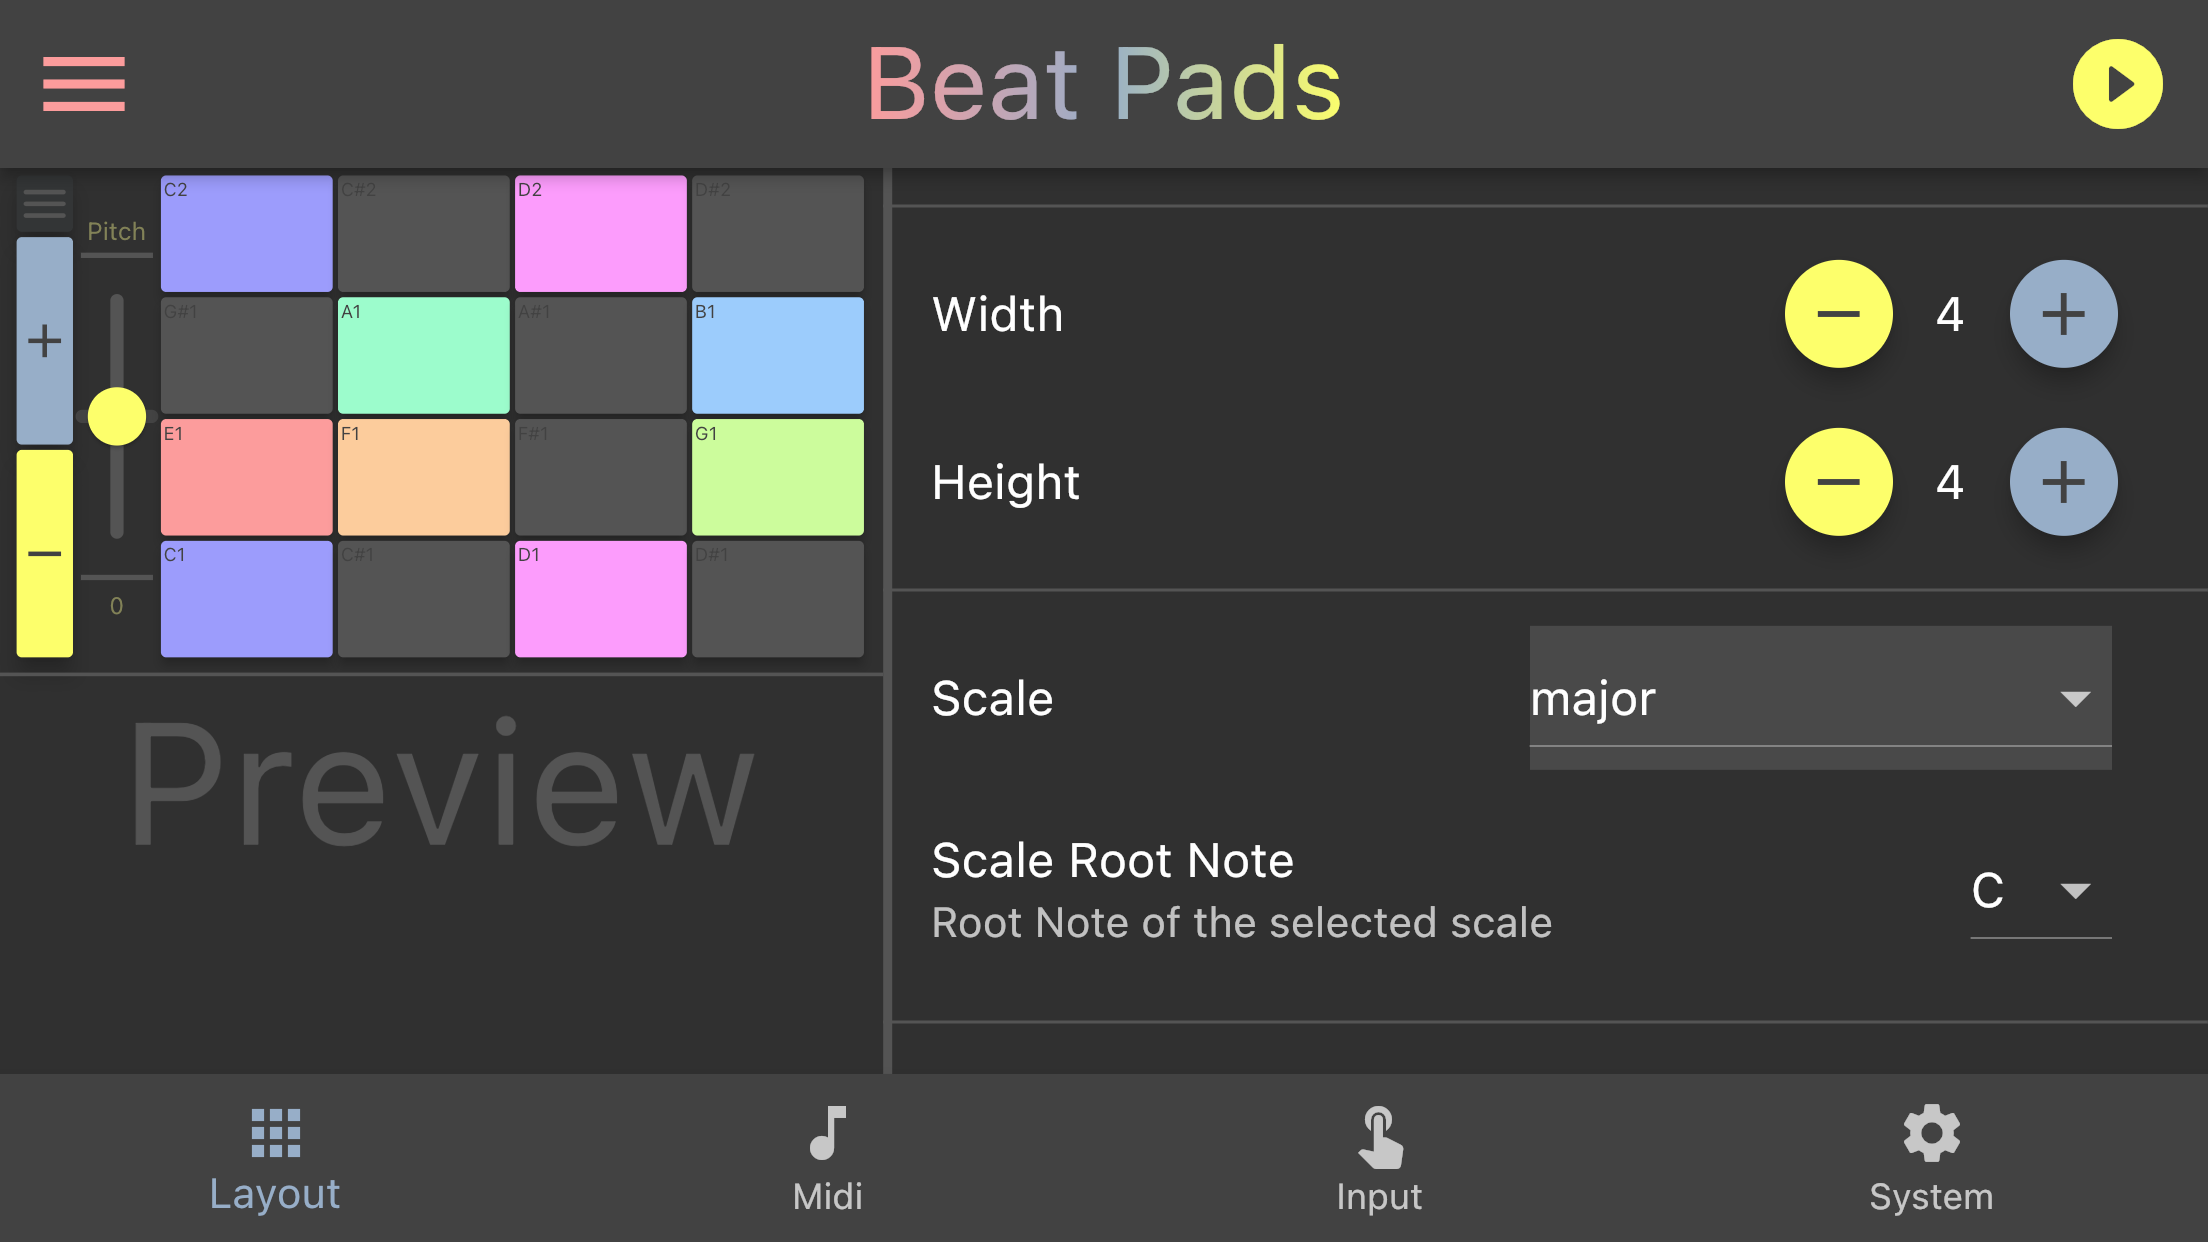 Beat Pads
Pitch
C2
C#2
D2
D#2
G#1
A1
A#1
B1
E1
F1
F#1
G1
C1
C#1
D1
D#1
0
Preview
Width
4
Height
4
Scale
major
Scale Root Note
Root Note of the selected scale
C
Layout
Midi
Input
System